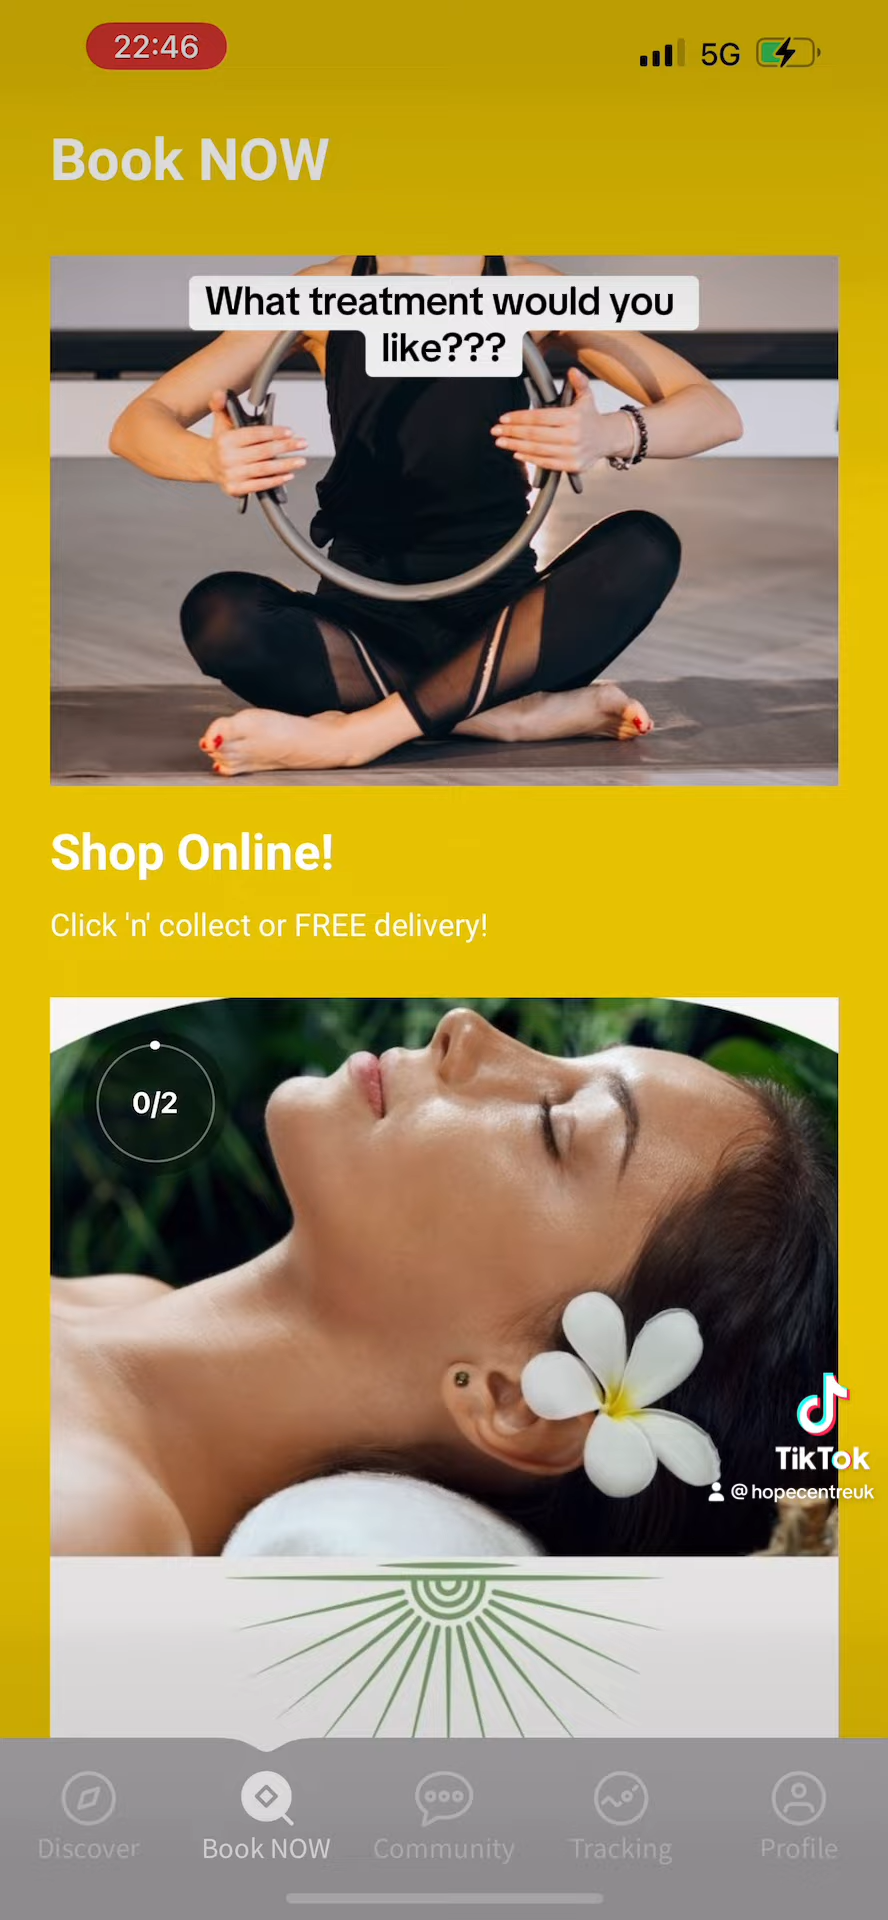 22:46
5G
Book NOW
What treatment would you
like???
Shop Online!
Click 'n' collect or FREE delivery!
0/2
TikTok
@hopecentreuk
Discover
Book NOW
Community
Tracking
Profile